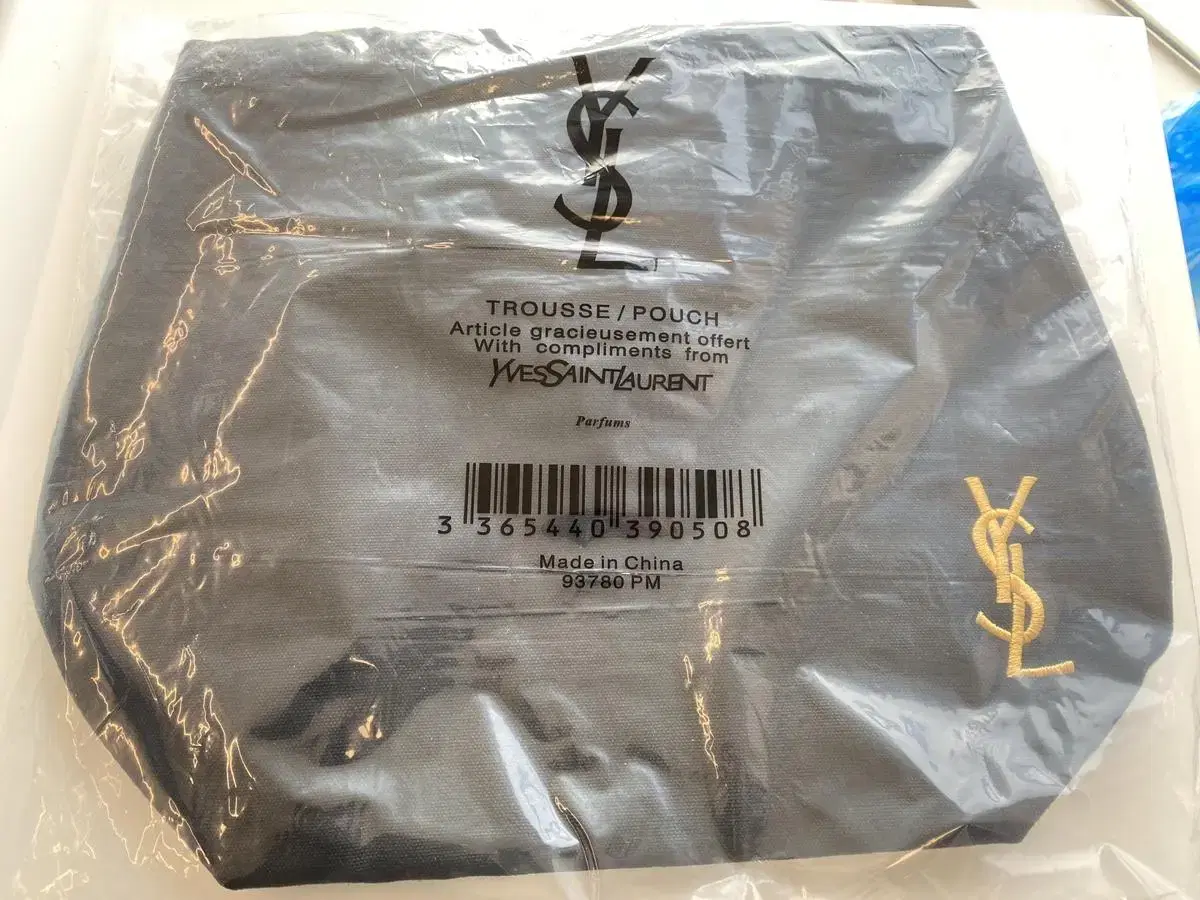 YSL
TROUSSE / POUCH
Article gracieusement offert
With compliments from
YVESSAINTLAURENT
Parfums
3 365440 390508
Made in China
93780 PM
YSL